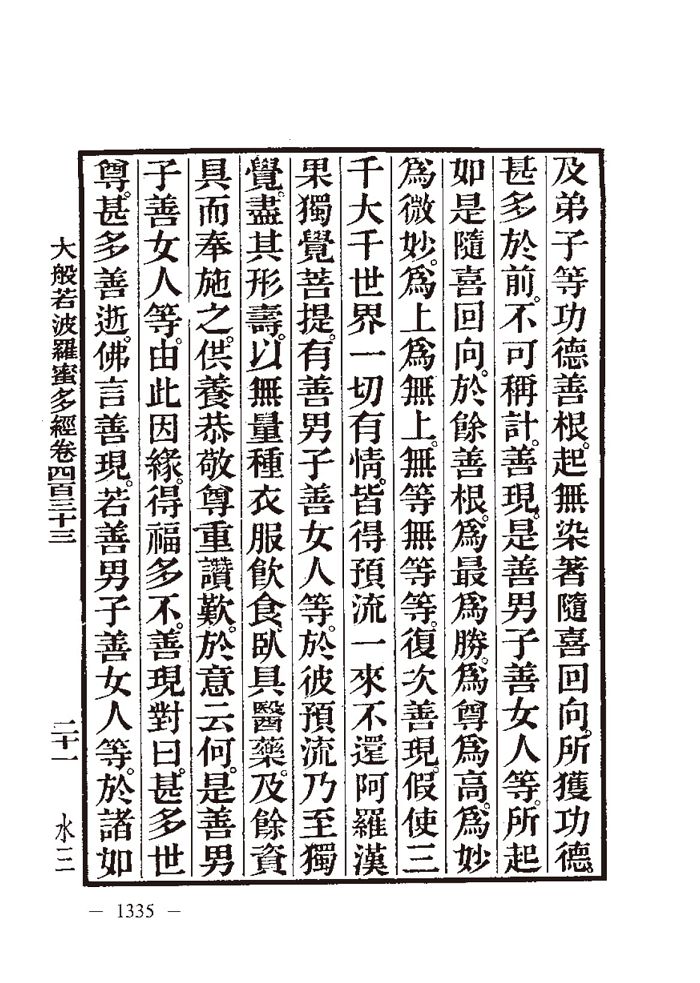 及弟子等功德善根。起無染著隨喜回向。所獲功德。
甚多於前。不可稱計。善現。是善男子善女人等。所起
如是隨喜回向。於餘善根。爲最爲勝。爲尊爲高。爲妙
爲微妙。爲上爲無上。無等無等等。復次善現。假使三
千大千世界一切有情。皆得預流一來不還阿羅漢
果獨覺菩提。有善男子善女人等。於彼預流乃至獨
覺。盡其形壽。以無量種衣服飲食。臥具醫藥。及餘資
具而奉施之。供養恭敬尊重讚歎。於意云何。是善男
子善女人等。由此因緣。得福多不。善現對曰。甚多世
尊。甚多善逝。佛言善現。若善男子善女人等。於諸如
大般若波羅蜜多經卷四百三十三
二十一
水三
— 1335 —